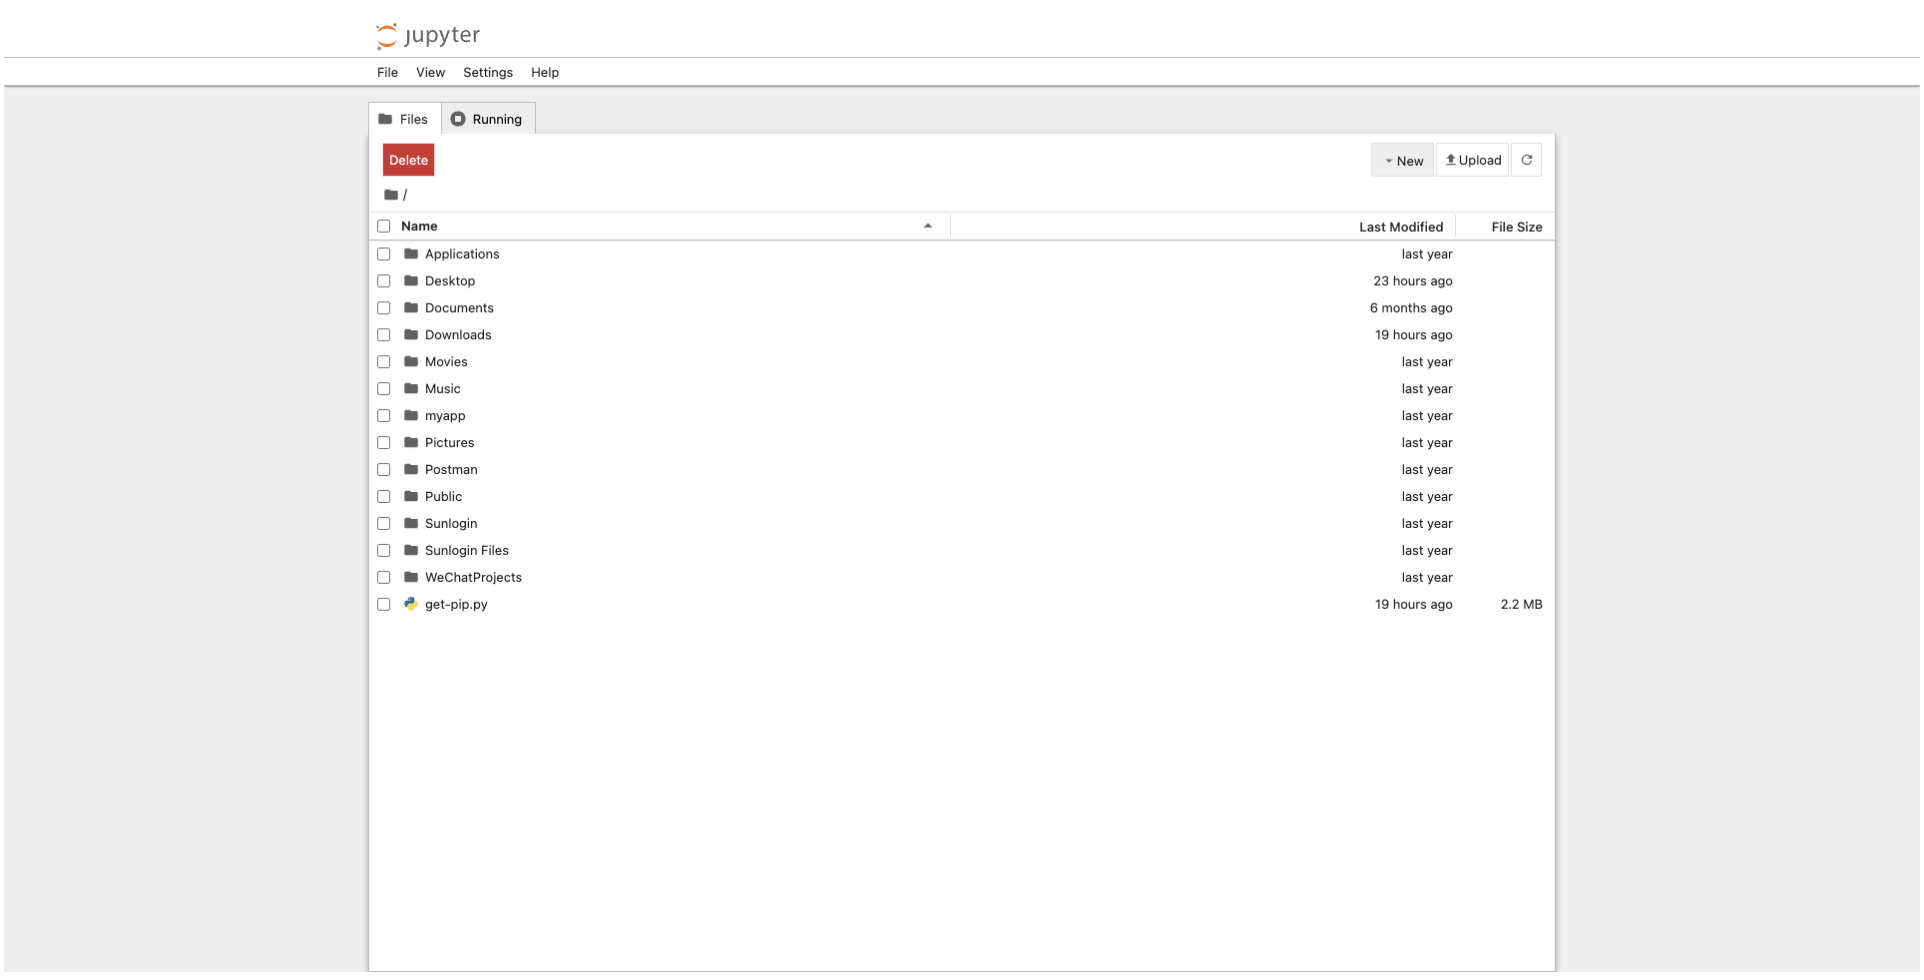 jupyter
File View Settings Help
Files Running
Delete New Upload
/
Name Last Modified File Size
Applications last year
Desktop 23 hours ago
Documents 6 months ago
Downloads 19 hours ago
Movies last year
Music last year
myapp last year
Pictures last year
Postman last year
Public last year
Sunlogin last year
Sunlogin Files last year
WeChatProjects last year
get-pip.py 19 hours ago 2.2 MB